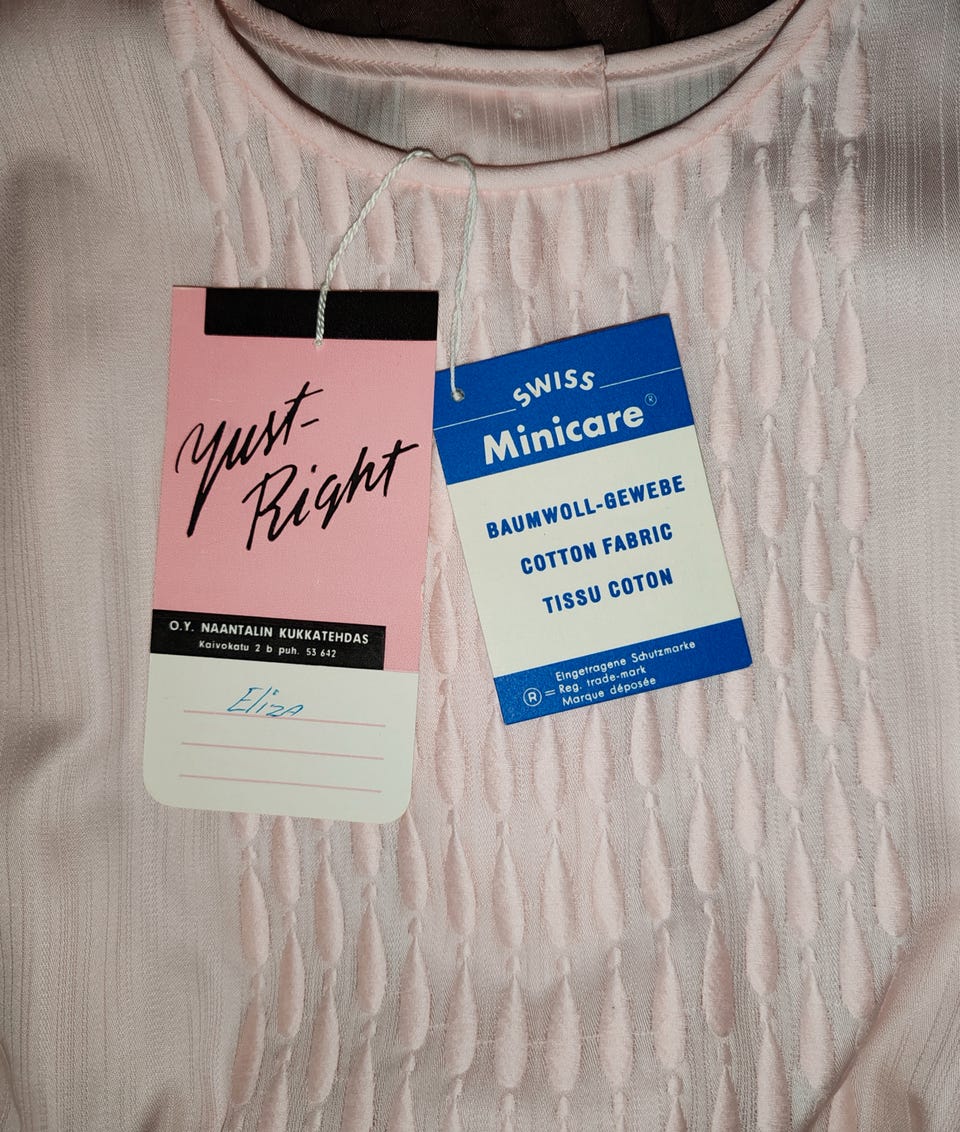 Yust-
Right
O.Y. NAANTALIN KUKKATEHDAS
Kaivokatu 2 b puh. 53 642
Eliza
SWISS
Minicare®
BAUMWOLL-GEWEBE
COTTON FABRIC
TISSU COTON
Eingetragene Schutzmarke
® = Reg. trade-mark
Marque déposée